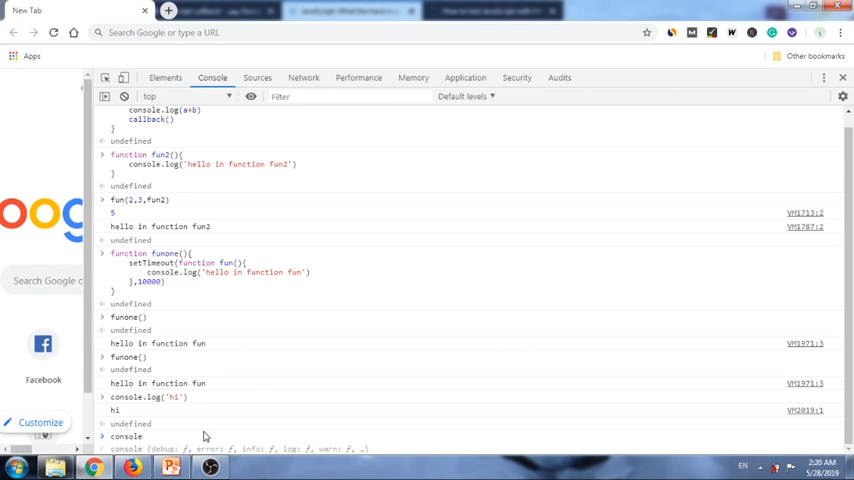 New Tab
Search Google or type a URL
Apps
Other bookmarks
Elements Console Sources Network Performance Memory Application Security Audits
top Filter Default levels
console.log(a+b)
callback()
}
undefined
function fun2(){
console.log('hello in function fun2')
}
undefined
fun(2,3,fun2)
5 VM1713:2
hello in function fun2 VM1787:2
undefined
function funone(){
setTimeout(function fun(){
console.log('hello in function fun')
},10000)
}
undefined
funone()
undefined
hello in function fun VM1971:3
funone()
undefined
hello in function fun VM1971:3
console.log('hi')
hi VM2019:1
undefined
console
console {debug: ƒ, error: ƒ, info: ƒ, log: ƒ, warn: ƒ, …}
Goog
Search Google o
Facebook
Customize
EN 2:20 AM
5/28/2019